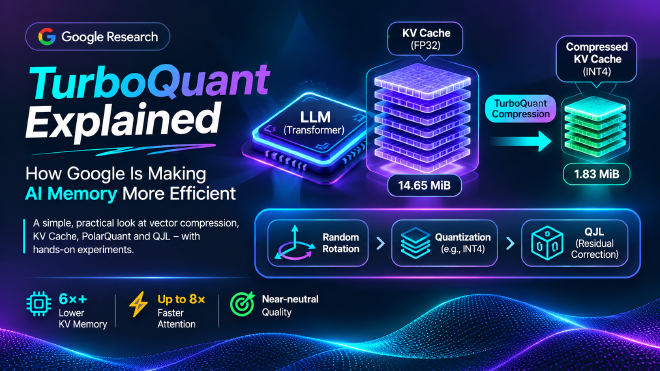 Google Research
TurboQuant
Explained
How Google Is Making
AI Memory More Efficient
A simple, practical look at vector compression,
KV Cache, PolarQuant and QJL – with
hands-on experiments.
6×+
Lower
KV Memory
Up to 8×
Faster
Attention
Near-neutral
Quality
LLM
(Transformer)
KV Cache
(FP32)
14.65 MiB
TurboQuant
Compression
Compressed
KV Cache
(INT4)
1.83 MiB
Random
Rotation
Quantization
(e.g., INT4)
QJL
(Residual
Correction)